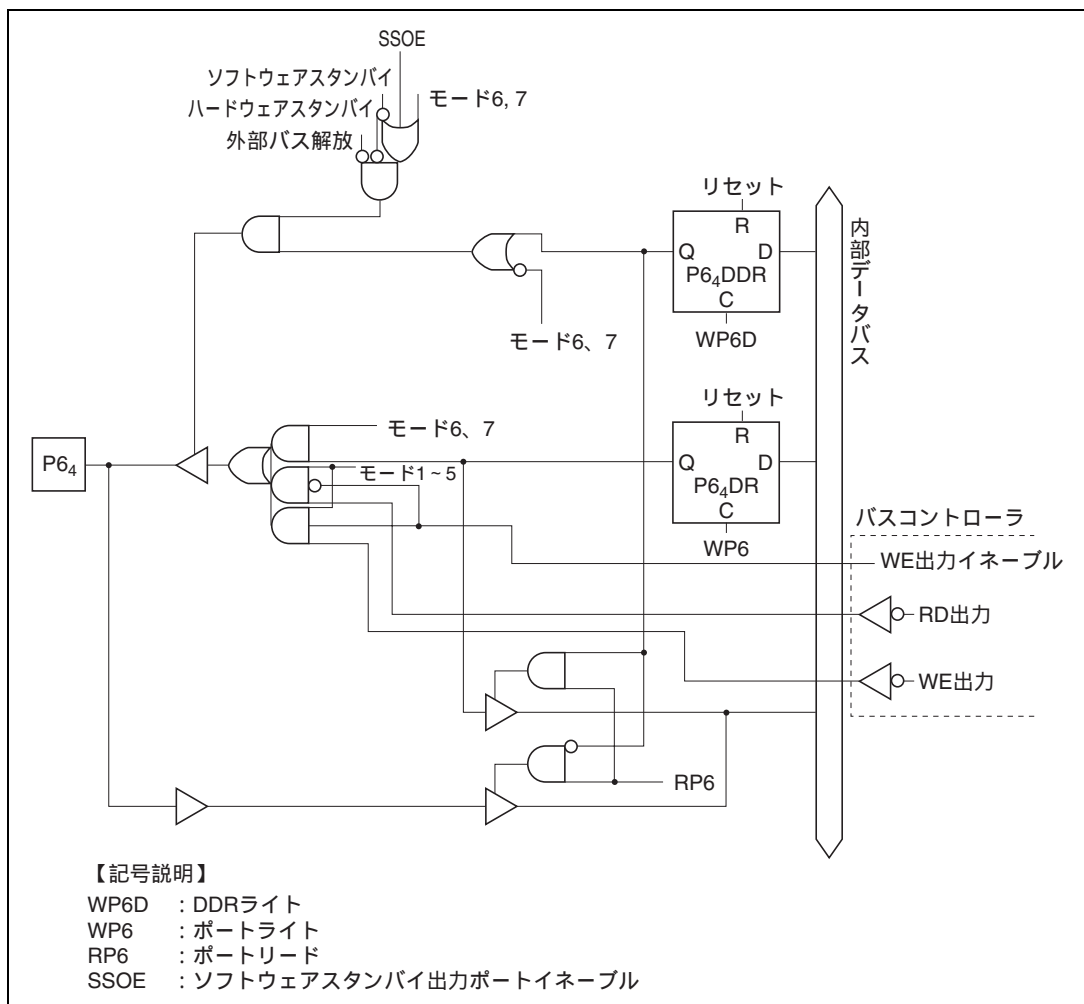 SSOE
ソフトウェアスタンバイ
ハードウェアスタンバイ
モード6, 7
外部バス解放
リセット
R
Q D
P6₄DDR
C
WP6D
内部データバス
モード6、7
リセット
R
Q D
P6₄DR
C
WP6
モード6、7
P6₄
モード1~5
バスコントローラ
WE出力イネーブル
RD出力
WE出力
RP6
【記号説明】
WP6D :DDRライト
WP6 :ポートライト
RP6 :ポートリード
SSOE :ソフトウェアスタンバイ出力ポートイネーブル